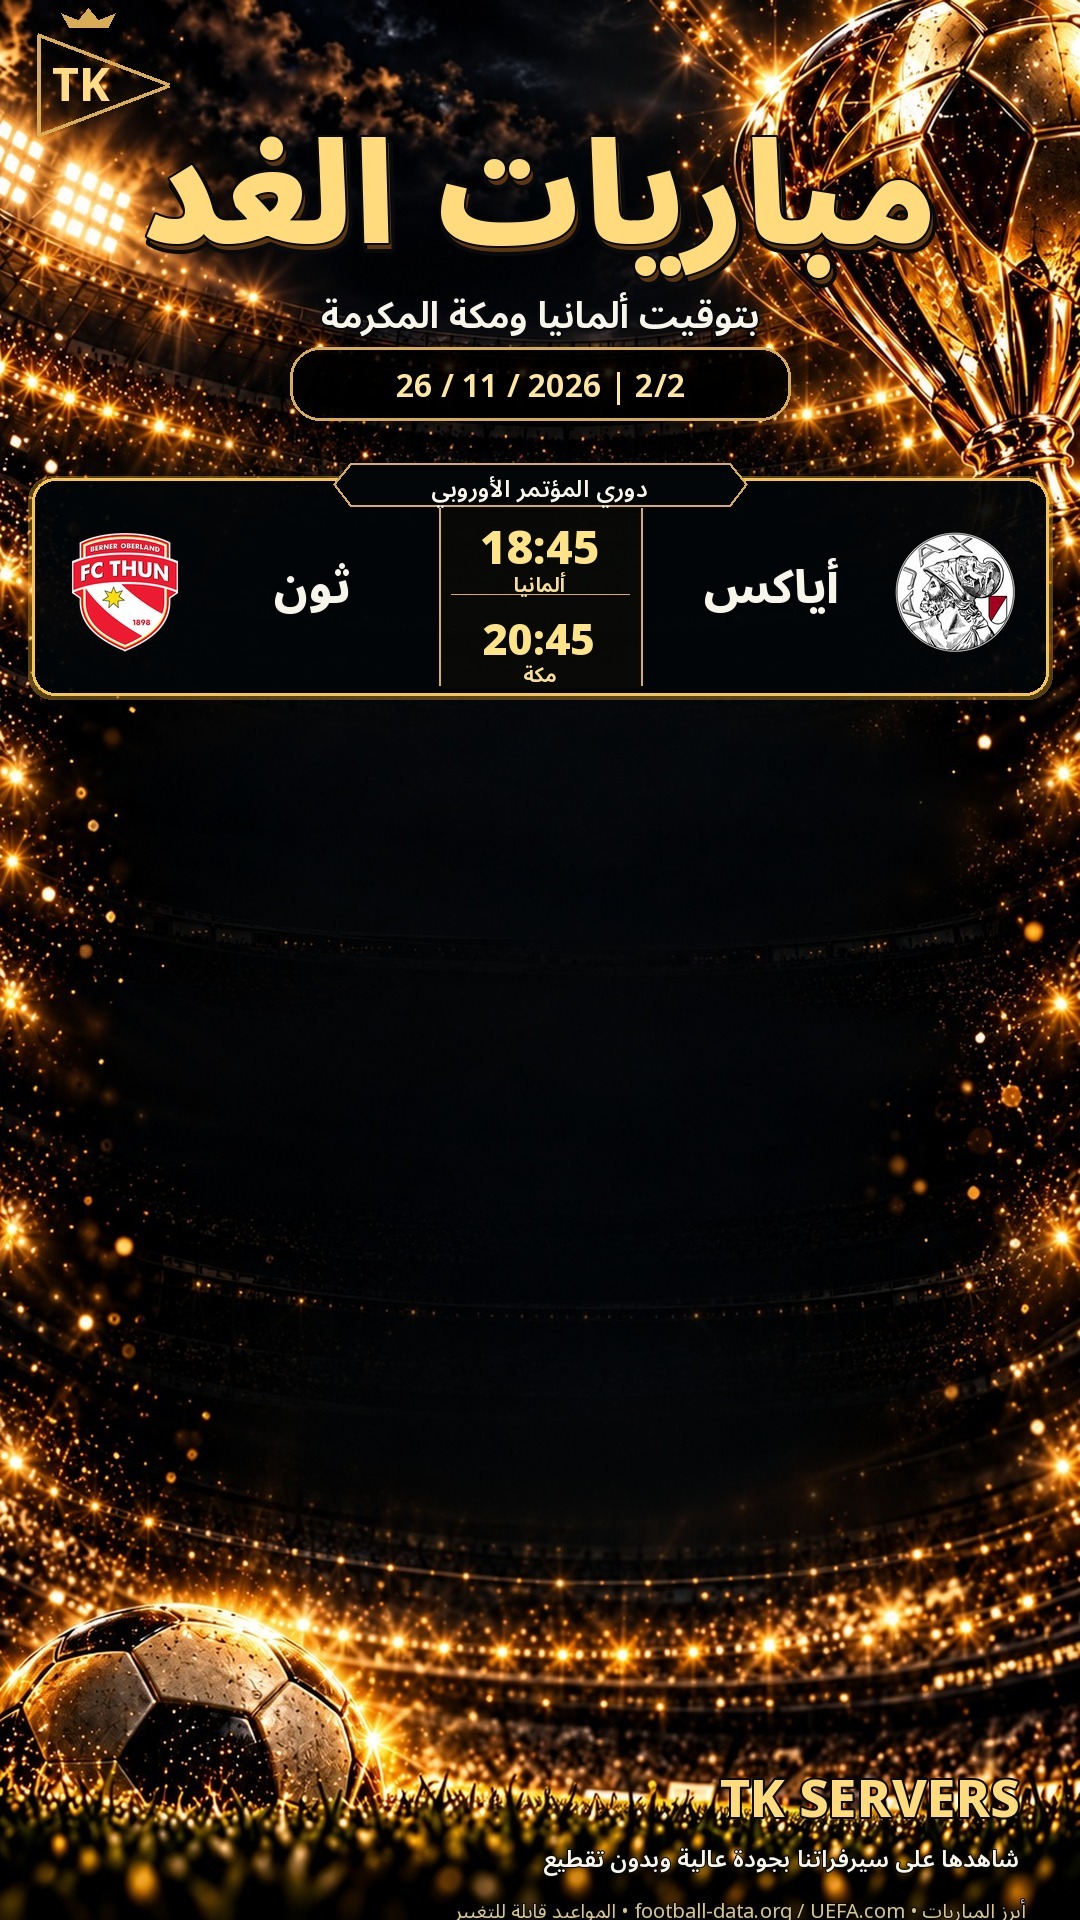 TK
مباريات الغد
بتوقيت ألمانيا ومكة المكرمة
26 / 11 / 2026 | 2/2
دوري المؤتمر الأوروبي
أياكس
AJAX
18:45
ألمانيا
20:45
مكة
ثون
BERNER OBERLAND
FC THUN
1898
TK SERVERS
شاهدها على سيرفراتنا بجودة عالية وبدون تقطيع
أبرز المباريات • football-data.org / UEFA.com • المواعيد قابلة للتغيير